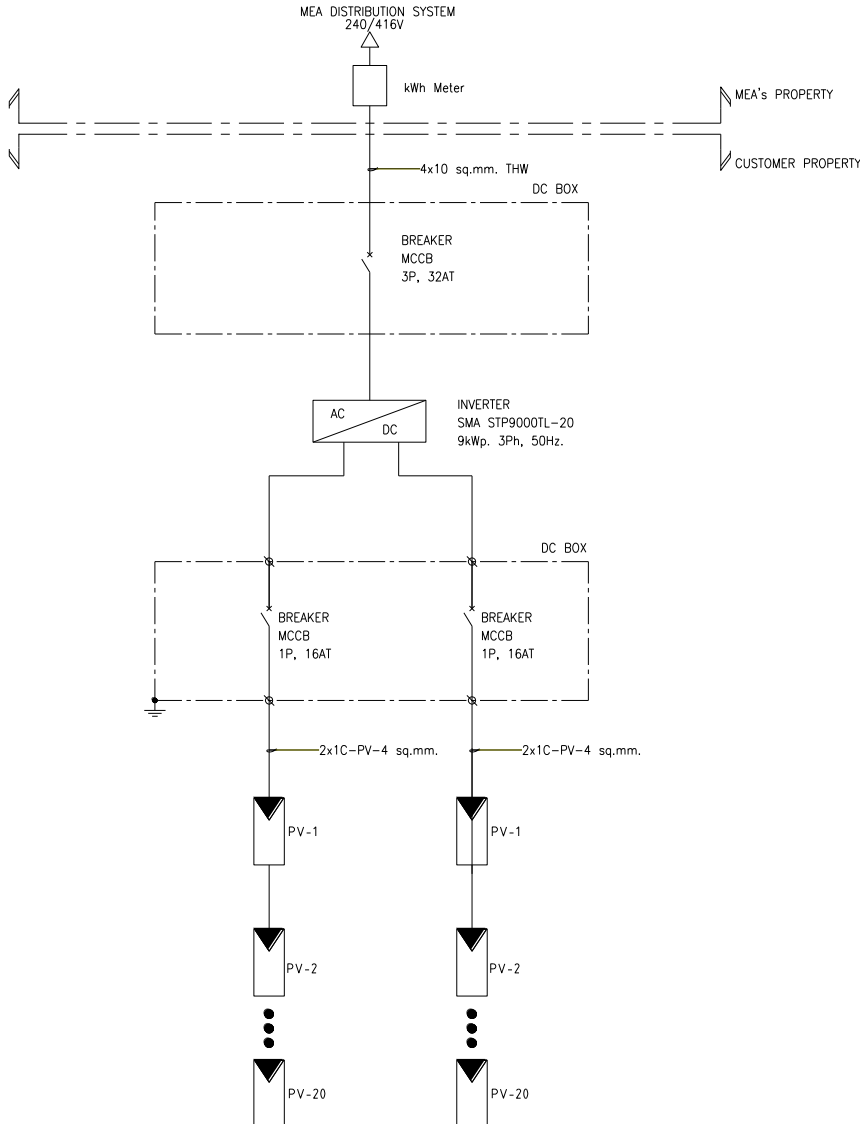 MEA DISTRIBUTION SYSTEM
240/416V
kWh Meter
MEA's PROPERTY
CUSTOMER PROPERTY
4x10 sq.mm. THW
DC BOX
BREAKER
MCCB
3P, 32AT
AC
DC
INVERTER
SMA STP9000TL-20
9kWp. 3Ph, 50Hz.
DC BOX
BREAKER
MCCB
1P, 16AT
BREAKER
MCCB
1P, 16AT
2x1C-PV-4 sq.mm.
2x1C-PV-4 sq.mm.
PV-1
PV-1
PV-2
PV-2
PV-20
PV-20